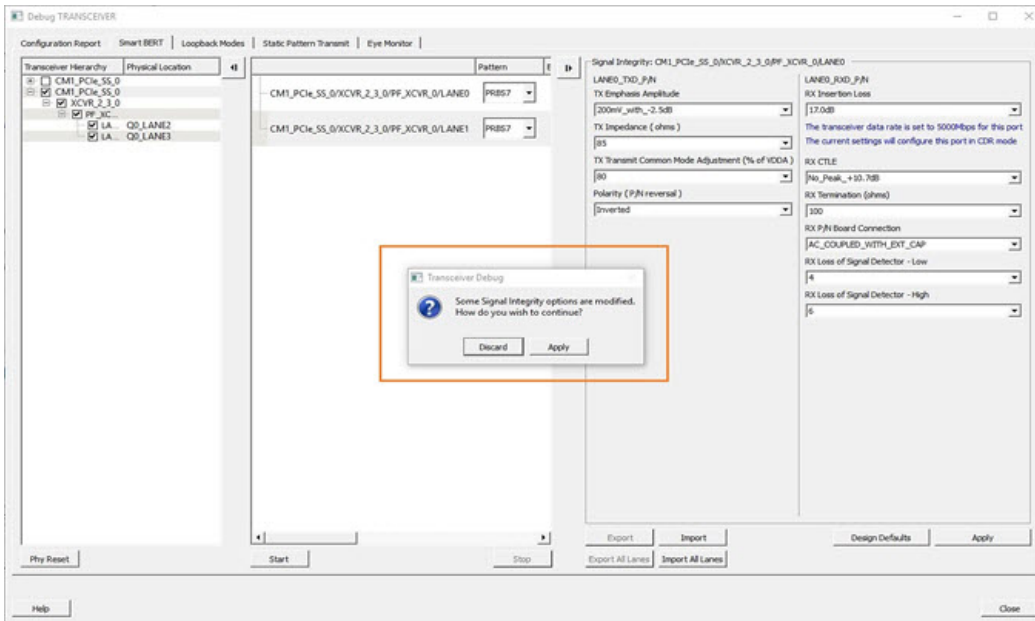 Debug TRANSCEIVER
Configuration Report
Smart BERT
Loopback Modes
Static Pattern Transmit
Eye Monitor
Transceiver Hierarchy
Physical Location
CM1_PCIe_SS_0
CM1_PCIe_SS_0
XCVR_2_3_0
PF_XC...
LA... Q0_LANE2
LA... Q0_LANE3
Phy Reset
Pattern
CM1_PCIe_SS_0/XCVR_2_3_0/PF_XCVR_0/LANE0 PRBS7
CM1_PCIe_SS_0/XCVR_2_3_0/PF_XCVR_0/LANE1 PRBS7
Start
Stop
Transceiver Debug
Some Signal Integrity options are modified.
How do you wish to continue?
Discard
Apply
Signal Integrity: CM1_PCIe_SS_0/XCVR_2_3_0/PF_XCVR_0/LANE0
LANE0_TXD_P/N
TX Emphasis Amplitude
200mV_with_-2.5dB
TX Impedance ( ohms )
85
TX Transmit Common Mode Adjustment (% of VDDA )
80
Polarity ( P/N reversal )
Inverted
LANE0_RXD_P/N
RX Insertion Loss
17.0dB
The transceiver data rate is set to 5000Mbps for this port
The current settings will configure this port in CDR mode
RX CTLE
No_Peak_+10.7dB
RX Termination (ohms)
100
RX P/N Board Connection
AC_COUPLED_WITH_EXT_CAP
RX Loss of Signal Detector - Low
4
RX Loss of Signal Detector - High
6
Export
Import
Design Defaults
Apply
Export All Lanes
Import All Lanes
Help
Close